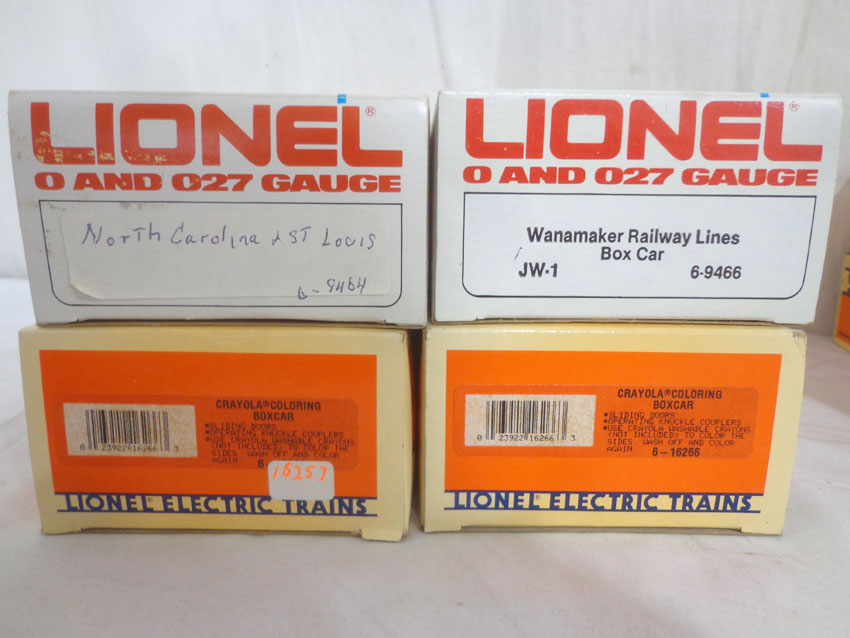 LIONEL®
O AND O27 GAUGE
North Carolina & ST Louis
6-9464
LIONEL®
O AND O27 GAUGE
Wanamaker Railway Lines
Box Car
JW-1 6-9466
CRAYOLA®COLORING
BOXCAR
*SLIDING DOORS
*OPERATING KNUCKLE COUPLERS
*USE CRAYOLA WASHABLE CRAYONS
(NOT INCLUDED) TO COLOR THE
SIDES. WASH OFF AND COLOR
AGAIN.
6
16257
0 23922 16266 3
LIONEL® ELECTRIC TRAINS
CRAYOLA®COLORING
BOXCAR
*SLIDING DOORS
*OPERATING KNUCKLE COUPLERS
*USE CRAYOLA WASHABLE CRAYONS
(NOT INCLUDED) TO COLOR THE
SIDES. WASH OFF AND COLOR
AGAIN. 6-16266
0 23922 16266 3
LIONEL® ELECTRIC TRAINS